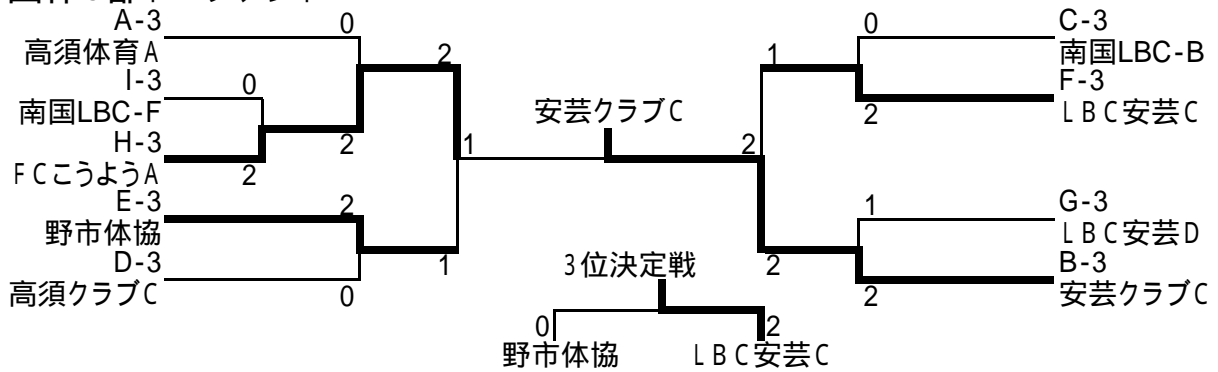 A-3
高須体育A
I-3
南国LBC-F
H-3
FCこうようA
E-3
野市体協
D-3
高須クラブC
0
0
2
2
2
0
2
1
1
安芸クラブC
2
1
2
0
2
1
2
C-3
南国LBC-B
F-3
LBC安芸C
G-3
LBC安芸D
B-3
安芸クラブC
3位決定戦
0
2
野市体協
LBC安芸C